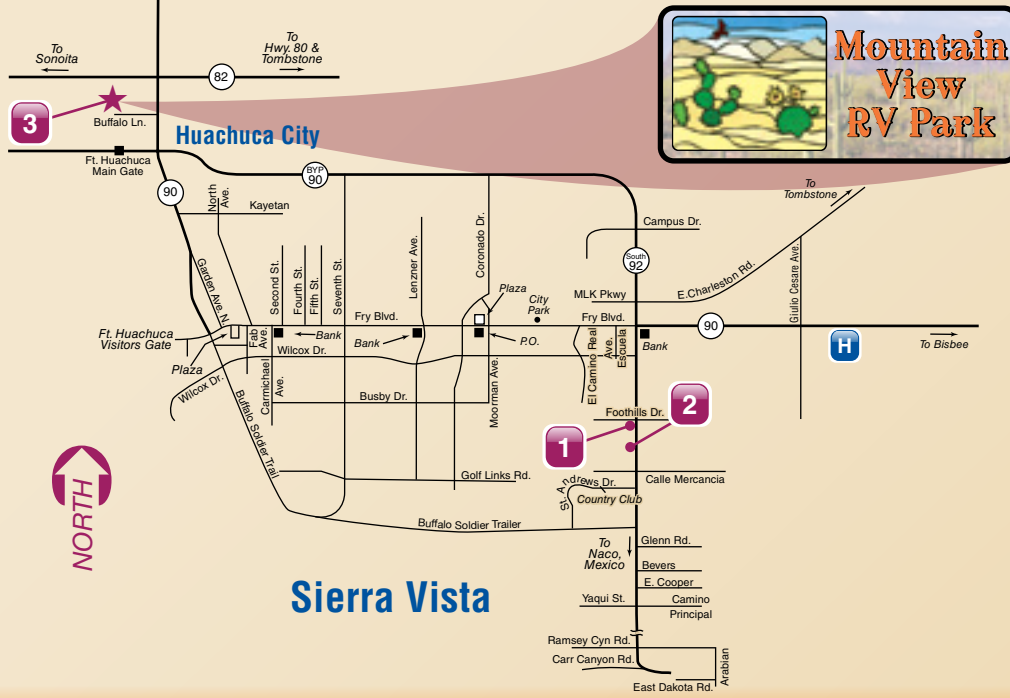 To
Sonoita
To
Hwy. 80 &
Tombstone
82
Mountain
View
RV Park
3
Buffalo Ln.
Huachuca City
Ft. Huachuca
Main Gate
BYP
90
90
North
Ave.
Kayetan
To
Tombstone
Campus Dr.
South
92
Garden Ave. N.
Second St.
Fourth St.
Fifth St.
Seventh St.
Lenzner Ave.
Coronado Dr.
Plaza
City
Park
MLK Pkwy
E.Charleston Rd.
Giulio Cesare Ave.
Fry Blvd.
Fry Blvd.
90
Ft. Huachuca
Visitors Gate
Plaza
Fab
Ave.
Bank
Bank
P.O.
El Camino Real
Ave.
Escuela
Bank
H
To Bisbee
Wilcox Dr.
Wilcox Dr.
Carmichael
Ave.
Busby Dr.
Moorman Ave.
Foothills Dr.
2
1
Buffalo Soldier Trail
Golf Links Rd.
Calle Mercancia
St. Andrews Dr.
Country Club
Buffalo Soldier Trailer
NORTH
To
Naco,
Mexico
Glenn Rd.
Bevers
E. Cooper
Sierra Vista
Yaqui St.
Camino
Principal
Ramsey Cyn Rd.
Carr Canyon Rd.
Arabian
East Dakota Rd.